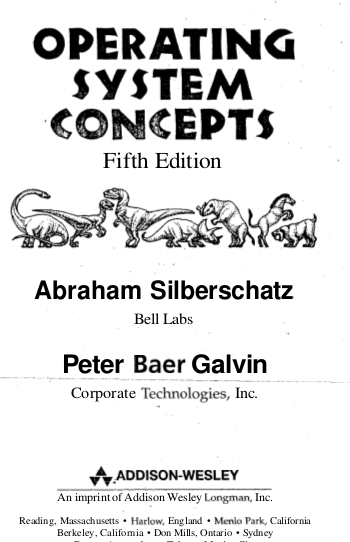 OPERATING
SYSTEM
CONCEPTS
Fifth Edition
Abraham Silberschatz
Bell Labs
Peter Baer Galvin
Corporate Technologies, Inc.
ADDISON-WESLEY
An imprint of Addison Wesley Longman, Inc.
Reading, Massachusetts • Harlow, England • Menlo Park, California
Berkeley, California • Don Mills, Ontario • Sydney